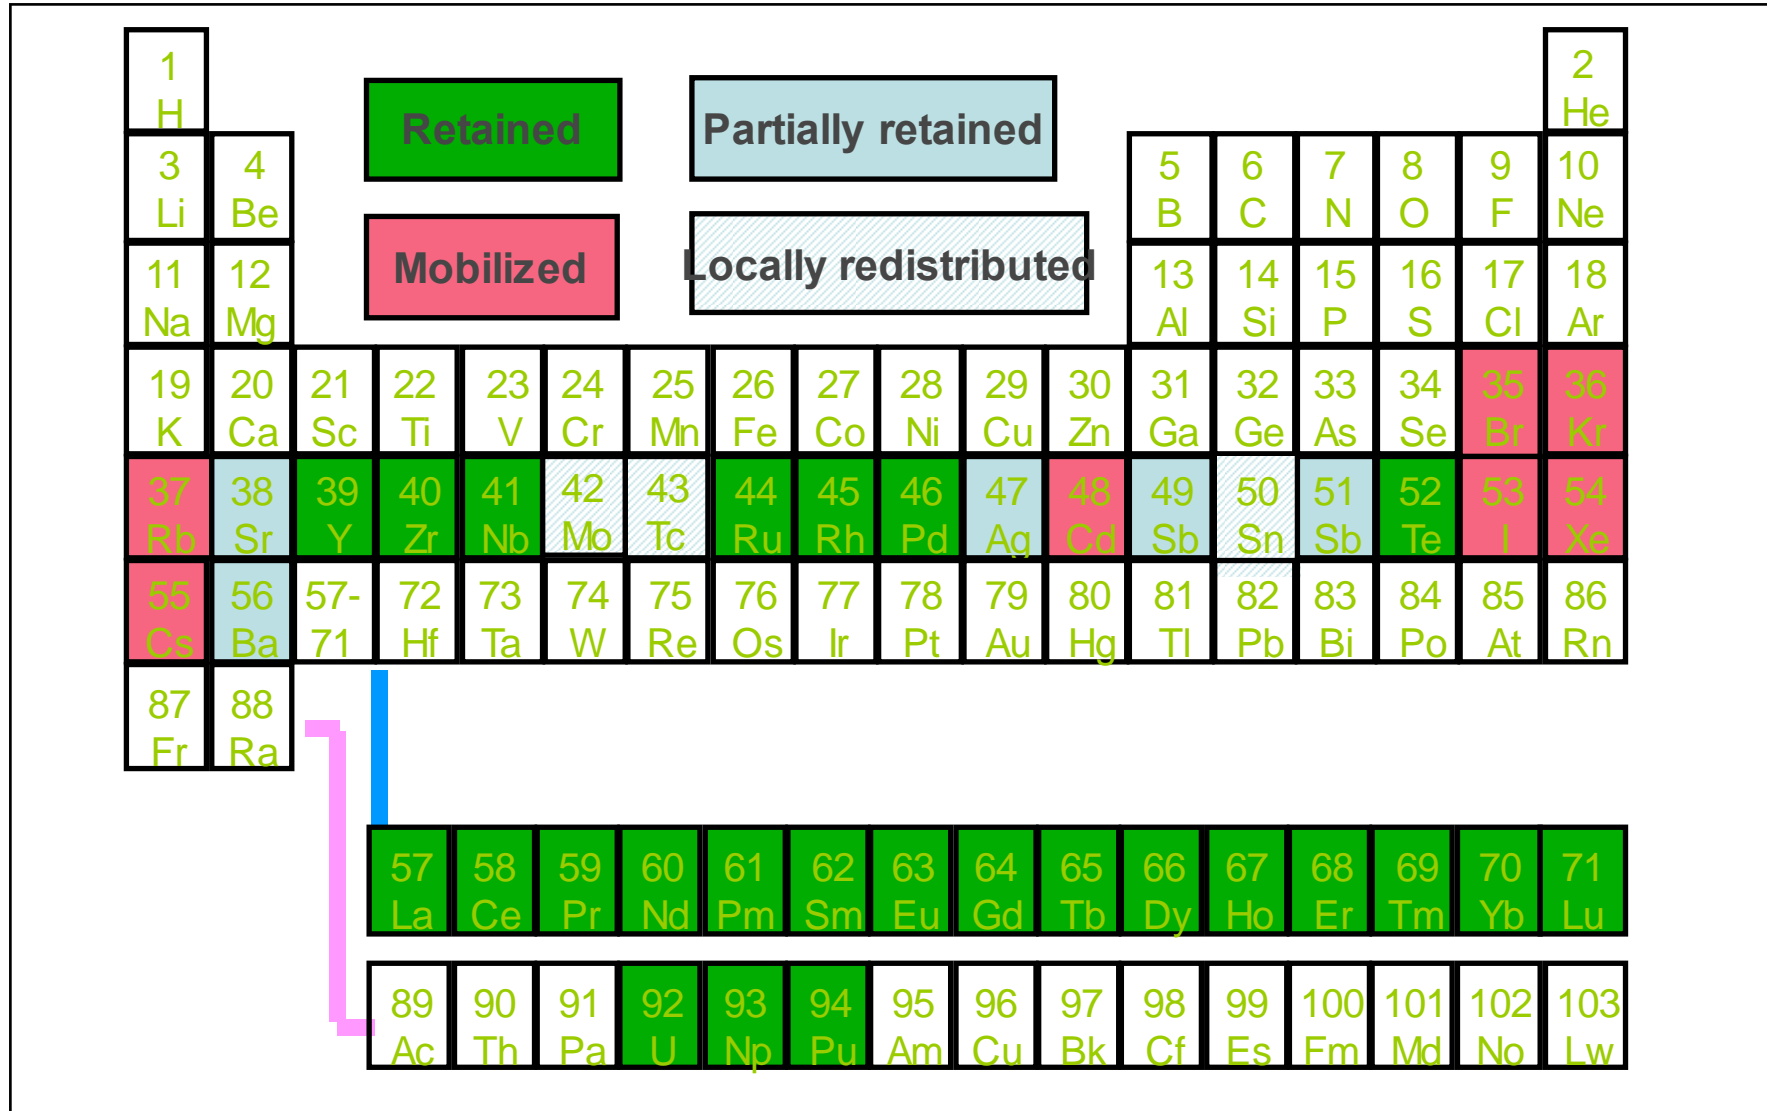 1 2
H He
Retained Partially retained
3 4 5 6 7 8 9 10
Li Be B C N O F Ne
Mobilized Locally redistributed
11 12 13 14 15 16 17 18
Na Mg Al Si P S Cl Ar
19 20 21 22 23 24 25 26 27 28 29 30 31 32 33 34 35 36
K Ca Sc Ti V Cr Mn Fe Co Ni Cu Zn Ga Ge As Se Br Kr
37 38 39 40 41 42 43 44 45 46 47 48 49 50 51 52 53 54
Rb Sr Y Zr Nb Mo Tc Ru Rh Pd Ag Cd Sb Sn Sb Te I Xe
55 56 57- 72 73 74 75 76 77 78 79 80 81 82 83 84 85 86
Cs Ba 71 Hf Ta W Re Os Ir Pt Au Hg Tl Pb Bi Po At Rn
87 88
Fr Ra
57 58 59 60 61 62 63 64 65 66 67 68 69 70 71
La Ce Pr Nd Pm Sm Eu Gd Tb Dy Ho Er Tm Yb Lu
89 90 91 92 93 94 95 96 97 98 99 100 101 102 103
Ac Th Pa U Np Pu Am Cu Bk Cf Es Fm Md No Lw